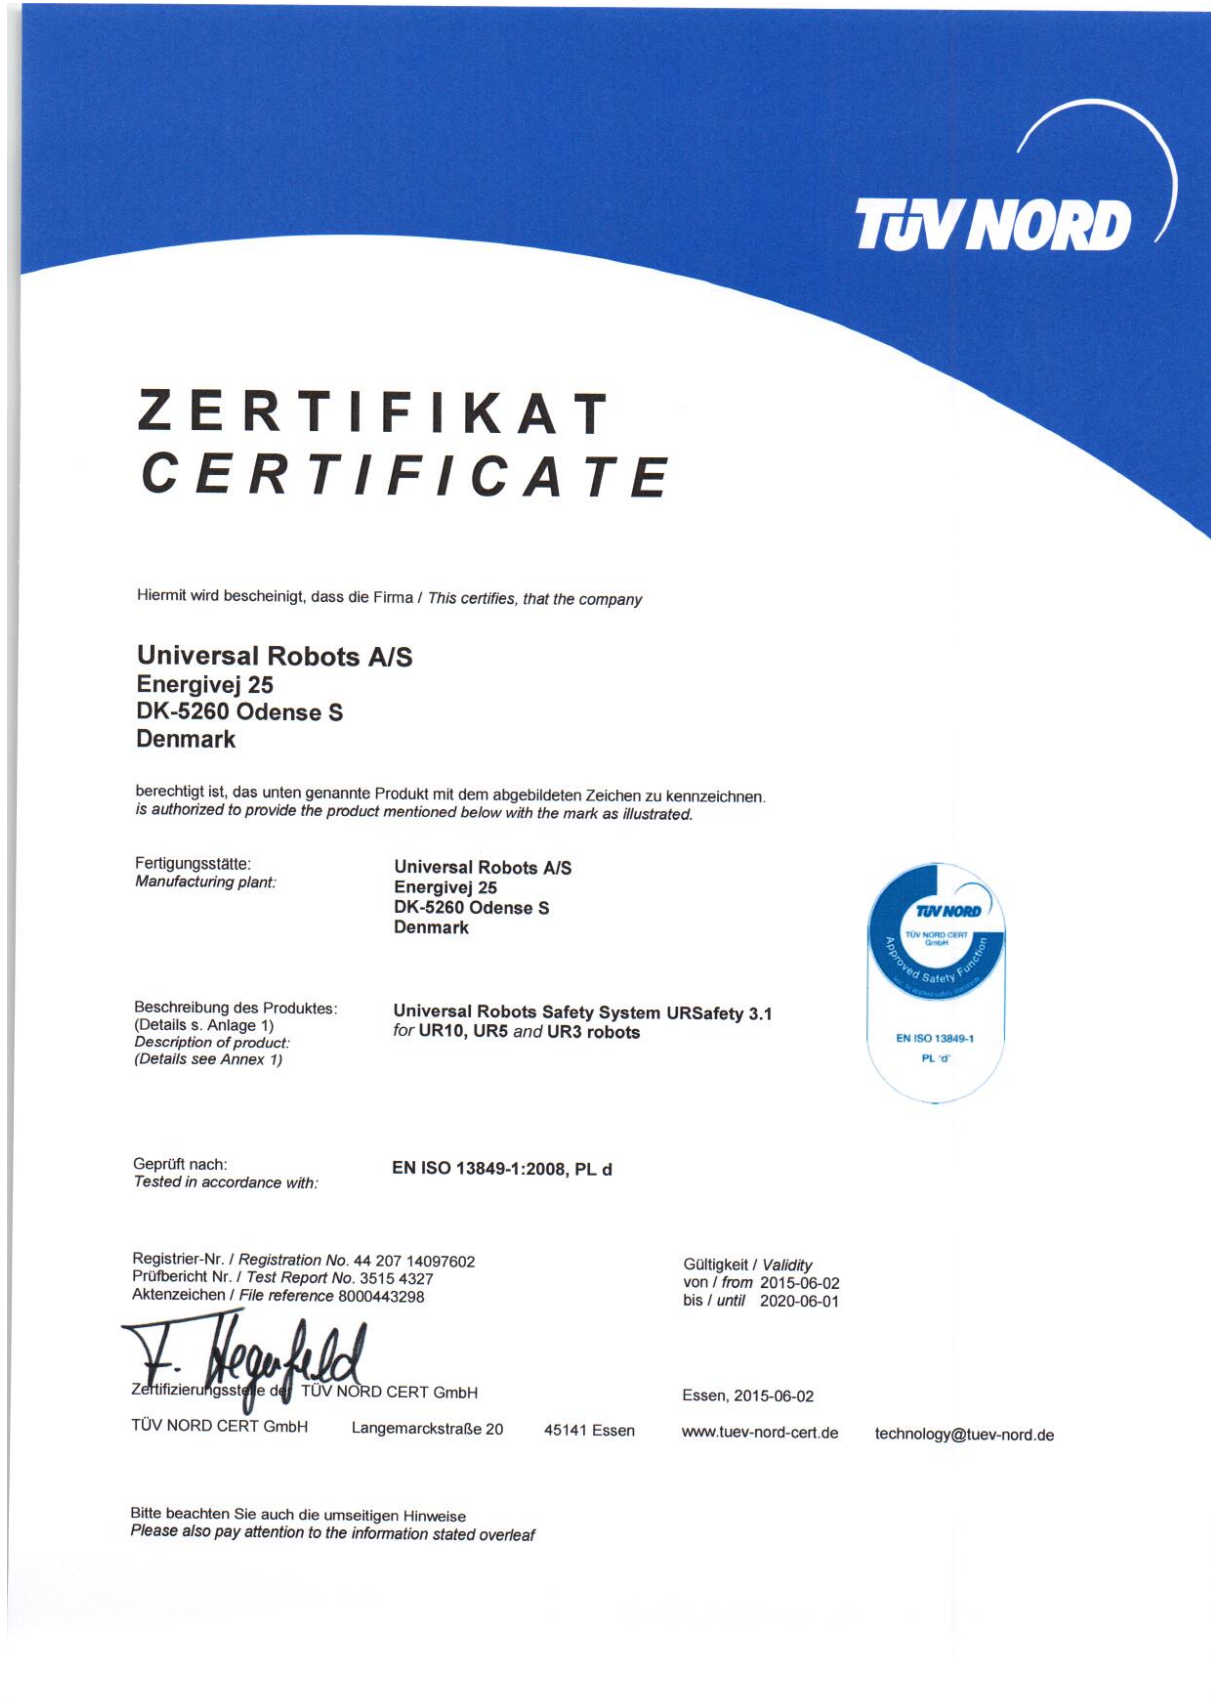 TÜV NORD
ZERTIFIKAT
CERTIFICATE
Hiermit wird bescheinigt, dass die Firma / This certifies, that the company
Universal Robots A/S
Energivej 25
DK-5260 Odense S
Denmark
berechtigt ist, das unten genannte Produkt mit dem abgebildeten Zeichen zu kennzeichnen.
is authorized to provide the product mentioned below with the mark as illustrated.
Fertigungsstätte:
Manufacturing plant:
Universal Robots A/S
Energivej 25
DK-5260 Odense S
Denmark
TÜV NORD
TÜV NORD CERT
GmbH
Approved Safety Function
Beschreibung des Produktes:
(Details s. Anlage 1)
Description of product:
(Details see Annex 1)
Universal Robots Safety System URSafety 3.1
for UR10, UR5 and UR3 robots
EN ISO 13849-1
PL 'd'
Geprüft nach:
Tested in accordance with:
EN ISO 13849-1:2008, PL d
Registrier-Nr. / Registration No. 44 207 14097602
Prüfbericht Nr. / Test Report No. 3515 4327
Aktenzeichen / File reference 8000443298
Gültigkeit / Validity
von / from 2015-06-02
bis / until 2020-06-01
F. Hegerfeld
Zertifizierungsstelle der TÜV NORD CERT GmbH
Essen, 2015-06-02
TÜV NORD CERT GmbH Langemarckstraße 20 45141 Essen www.tuev-nord-cert.de technology@tuev-nord.de
Bitte beachten Sie auch die umseitigen Hinweise
Please also pay attention to the information stated overleaf